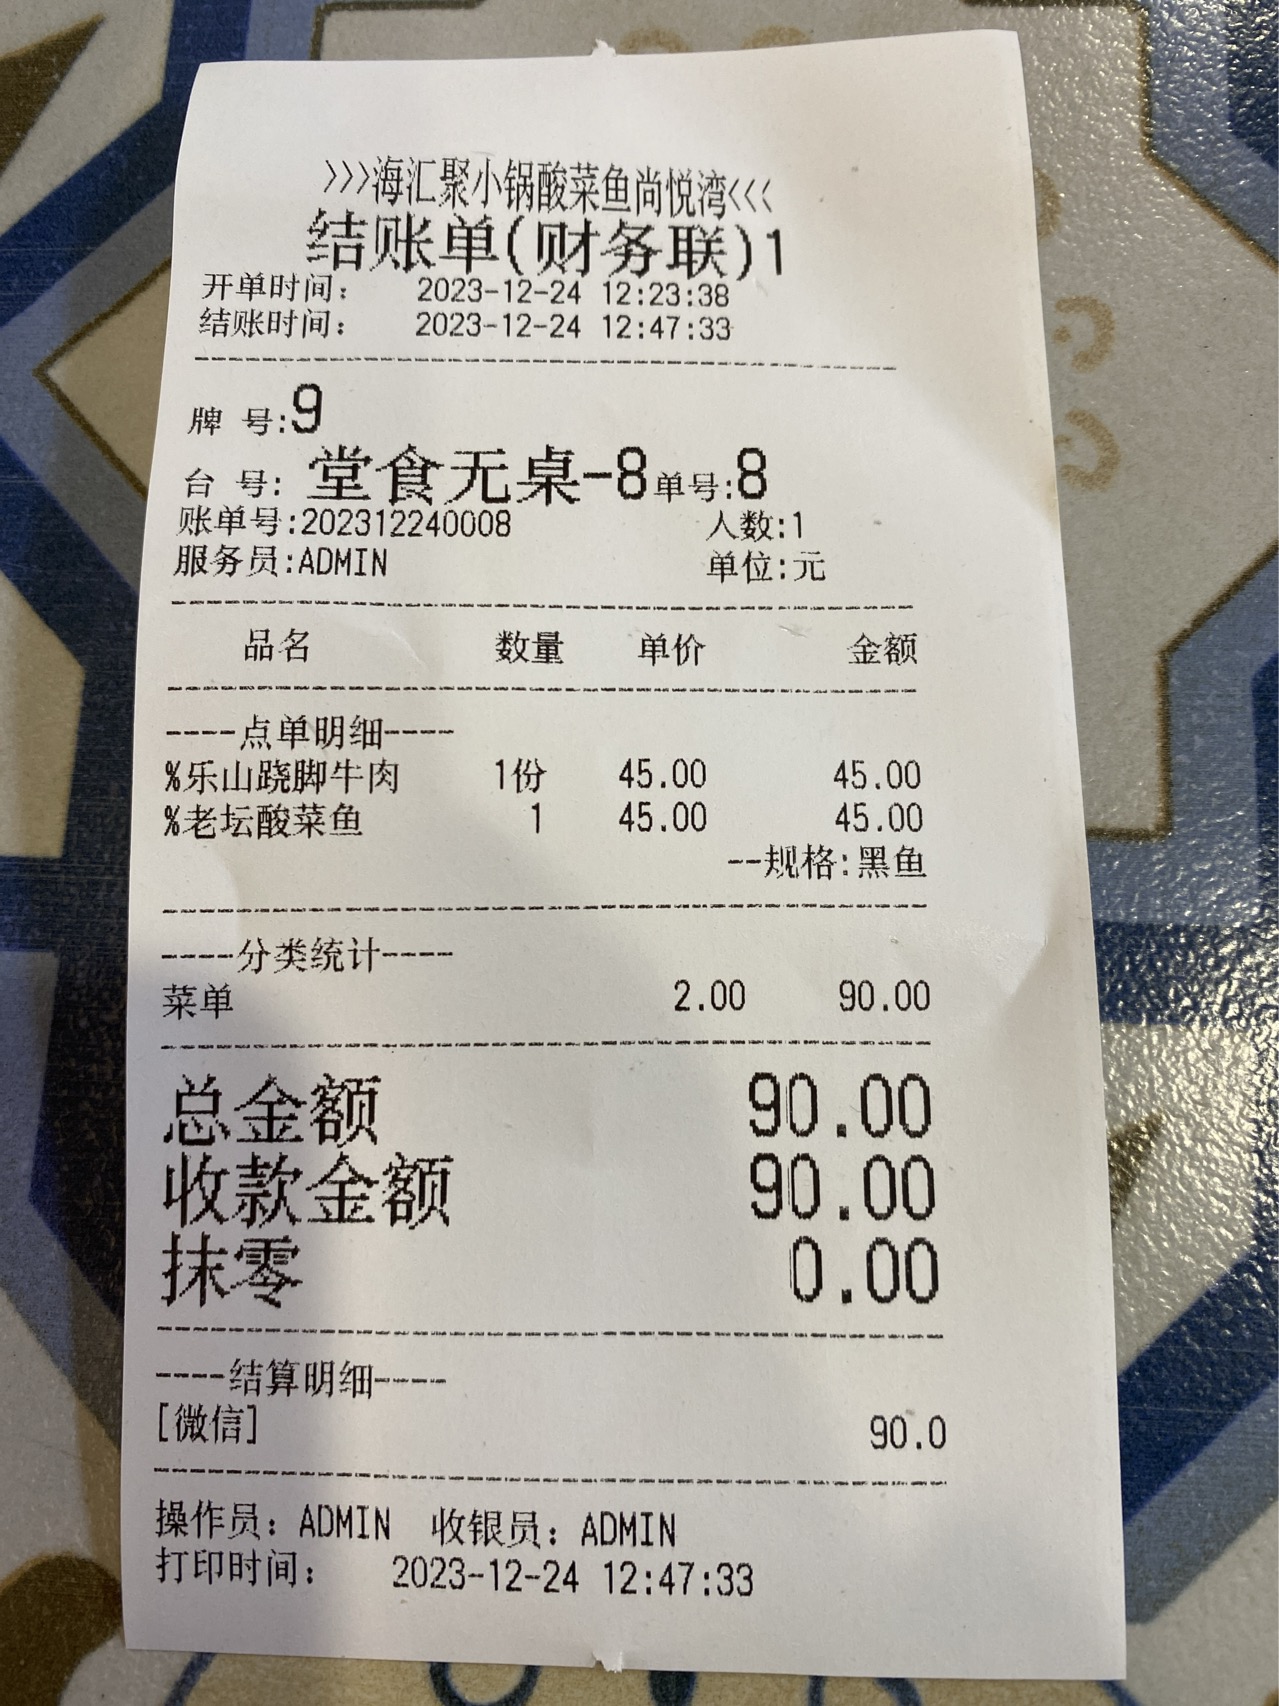 >>>海汇聚小锅酸菜鱼尚悦湾<<<
结账单(财务联)1
开单时间: 2023-12-24 12:23:38
结账时间: 2023-12-24 12:47:33
牌 号:9
台 号: 堂食无桌-8单号:8
账单号:202312240008 人数:1
服务员:ADMIN 单位:元
品名 数量 单价 金额
----点单明细----
%乐山跷脚牛肉 1份 45.00 45.00
%老坛酸菜鱼 1 45.00 45.00
--规格:黑鱼
----分类统计----
菜单 2.00 90.00
总金额 90.00
收款金额 90.00
抹零 0.00
----结算明细----
[微信] 90.0
操作员: ADMIN 收银员: ADMIN
打印时间: 2023-12-24 12:47:33